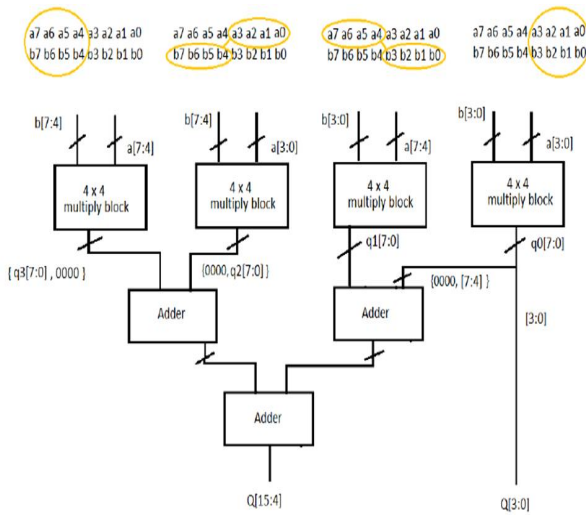 a7 a6 a5 a4 a3 a2 a1 a0
b7 b6 b5 b4 b3 b2 b1 b0
a7 a6 a5 a4 a3 a2 a1 a0
b7 b6 b5 b4 b3 b2 b1 b0
a7 a6 a5 a4 a3 a2 a1 a0
b7 b6 b5 b4 b3 b2 b1 b0
a7 a6 a5 a4 a3 a2 a1 a0
b7 b6 b5 b4 b3 b2 b1 b0
b[7:4]
a[7:4]
b[7:4]
a[3:0]
b[3:0]
a[7:4]
b[3:0]
a[3:0]
4 x 4
multiply block
4 x 4
multiply block
4 x 4
multiply block
4 x 4
multiply block
{ q3[7:0] , 0000 }
{0000, q2[7:0] }
q1[7:0]
q0[7:0]
{0000, [7:4] }
Adder
Adder
[3:0]
Adder
Q[15:4]
Q[3:0]